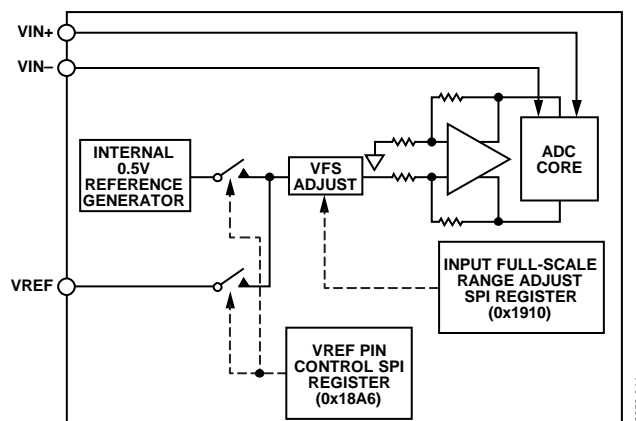 VIN+
VIN–
INTERNAL
0.5V
REFERENCE
GENERATOR
VFS
ADJUST
ADC
CORE
INPUT FULL-SCALE
RANGE ADJUST
SPI REGISTER
(0x1910)
VREF
VREF PIN
CONTROL SPI
REGISTER
(0x18A6)